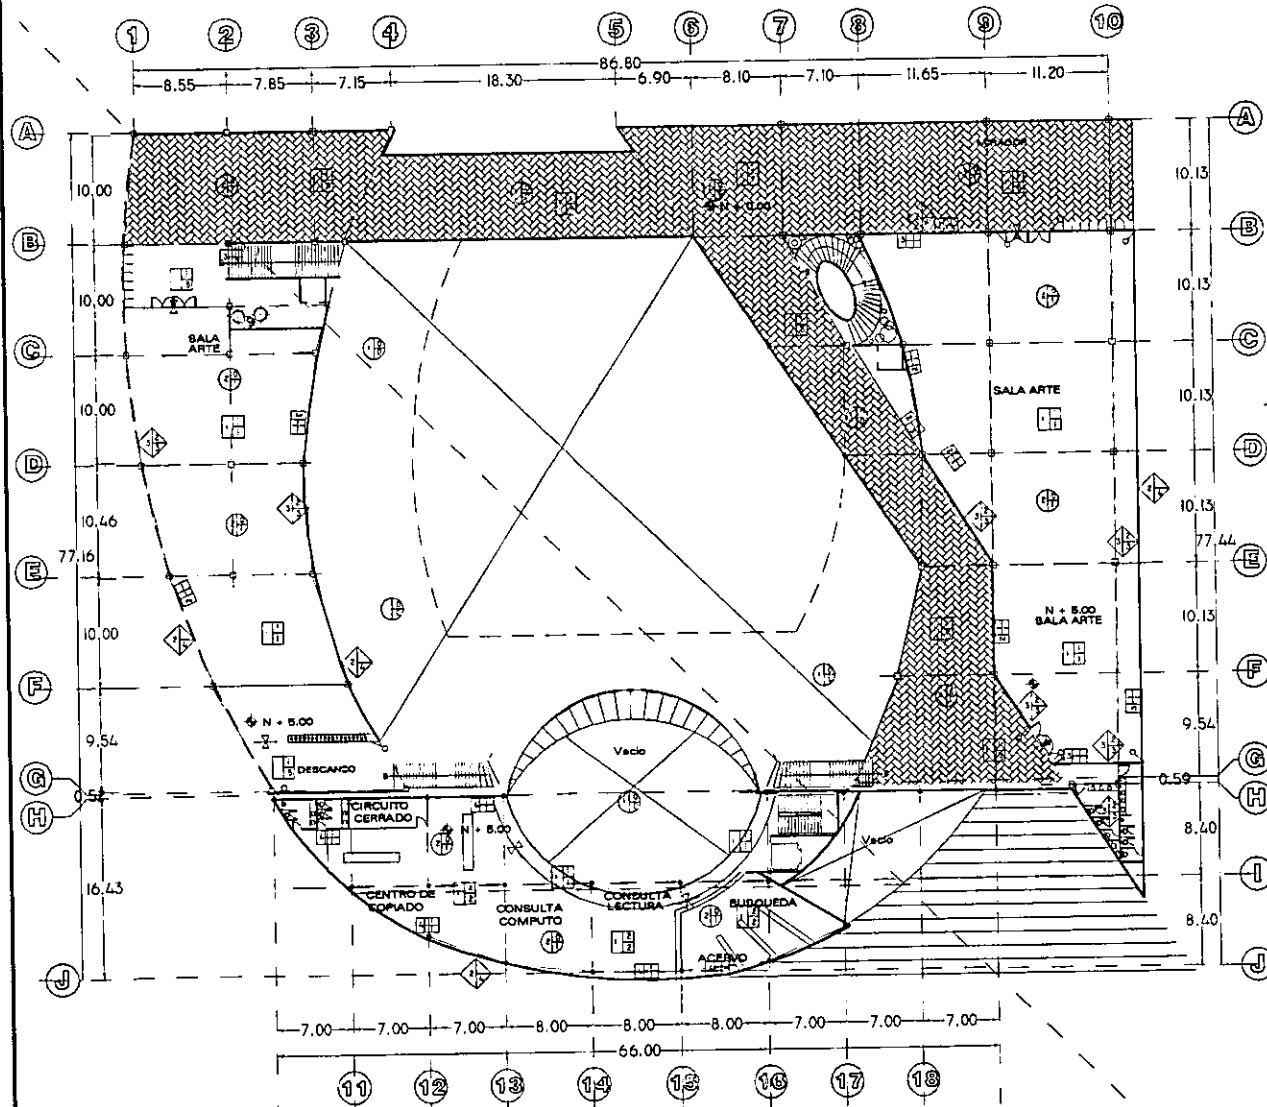 1 2 3 4 5 6 7 8 9 10
86.80
8.55 7.85 7.15 18.30 6.90 8.10 7.10 11.65 11.20
A A
10.00 10.13
N + 0.00
B B
10.00 10.13
SALA
ARTE
C C
SALA ARTE
10.00 10.13
D D
10.46 10.13
77.16 77.44
E E
N + 5.00
SALA ARTE
10.00 10.13
F F
N + 5.00
9.54 9.54
Vacio
DESCANSO
G G
0.59
H H
CIRCUITO
CERRADO
N + 5.00
8.40
Vacio
I
16.43
CENTRO DE
COPIADO
CONSULTA
COMPUTO
CONSULTA
LECTURA
BUSQUEDA
8.40
ACERVO
J J
7.00 7.00 7.00 8.00 8.00 8.00 7.00 7.00 7.00
66.00
11 12 13 14 15 16 17 18